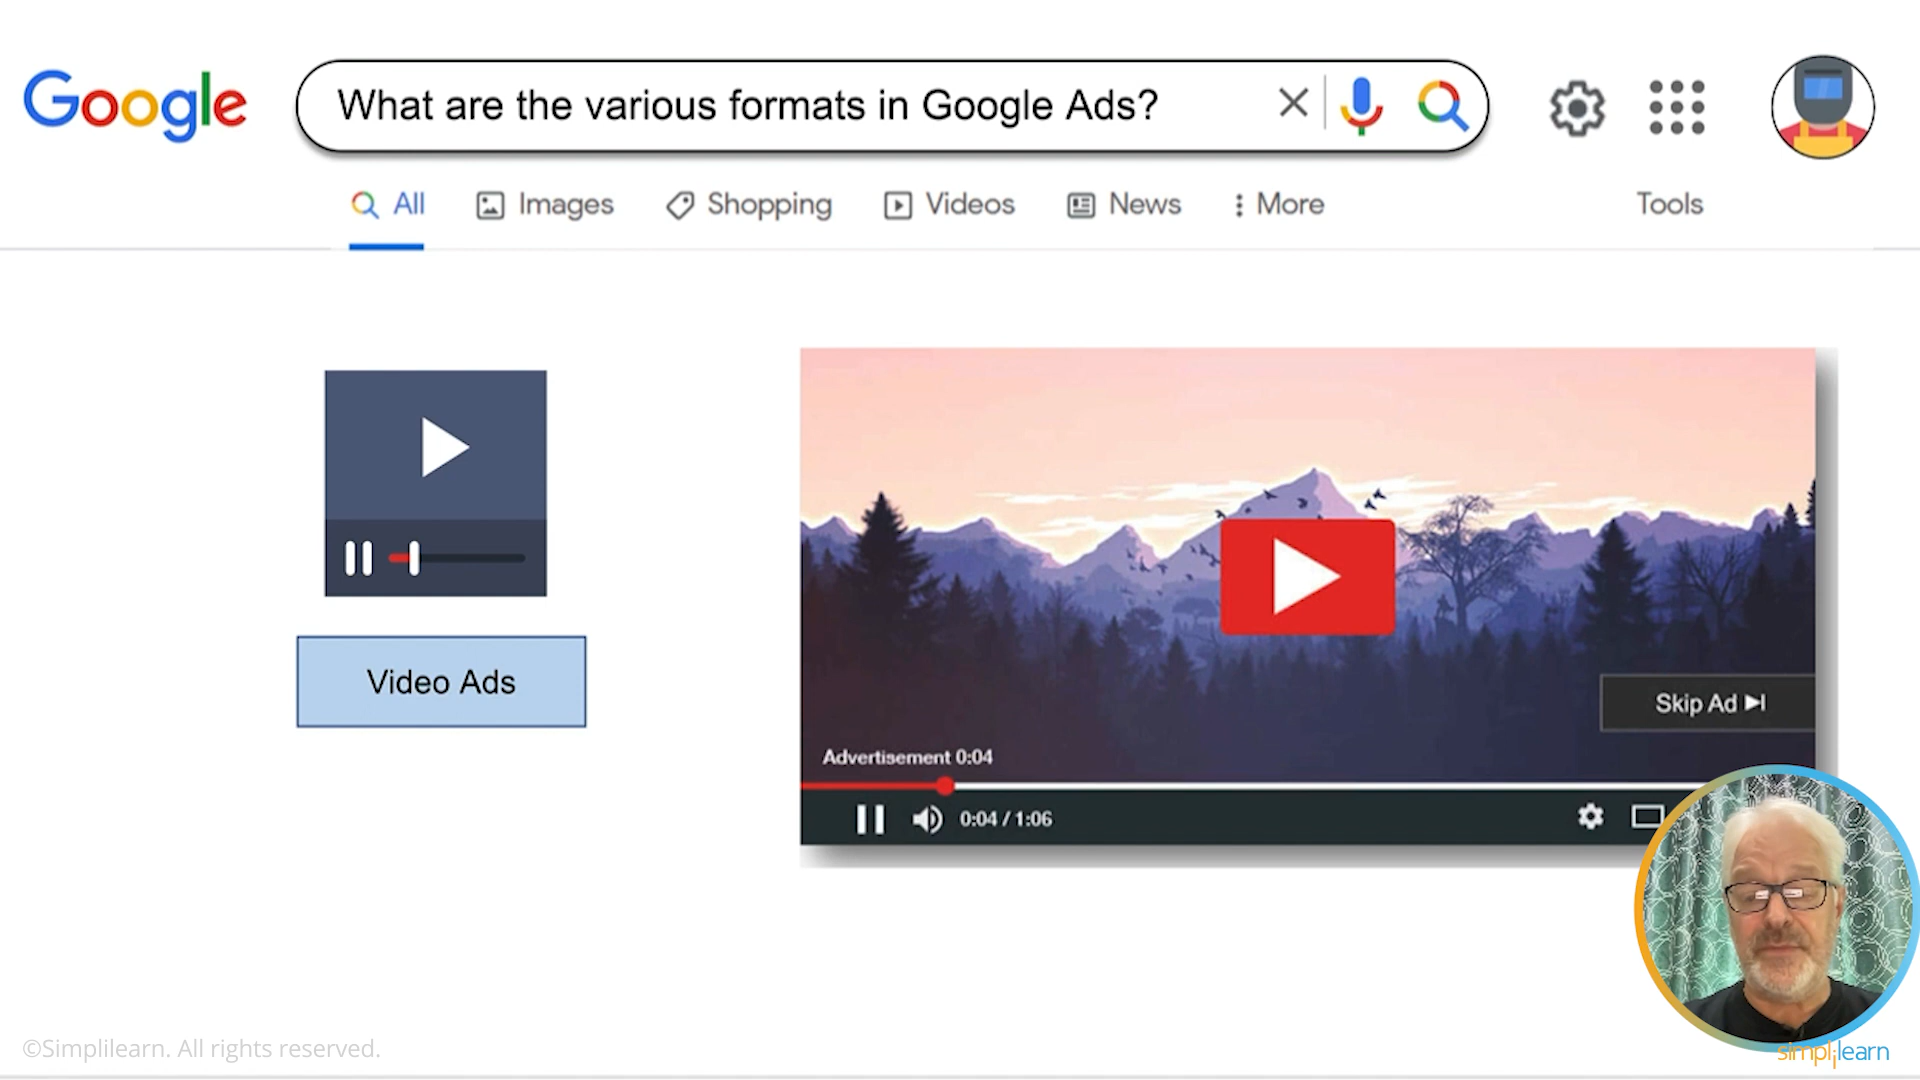 Google
What are the various formats in Google Ads?
All Images Shopping Videos News More Tools
Video Ads
Skip Ad
Advertisement 0:04
0:04 / 1:06
©Simplilearn. All rights reserved.
simplilearn